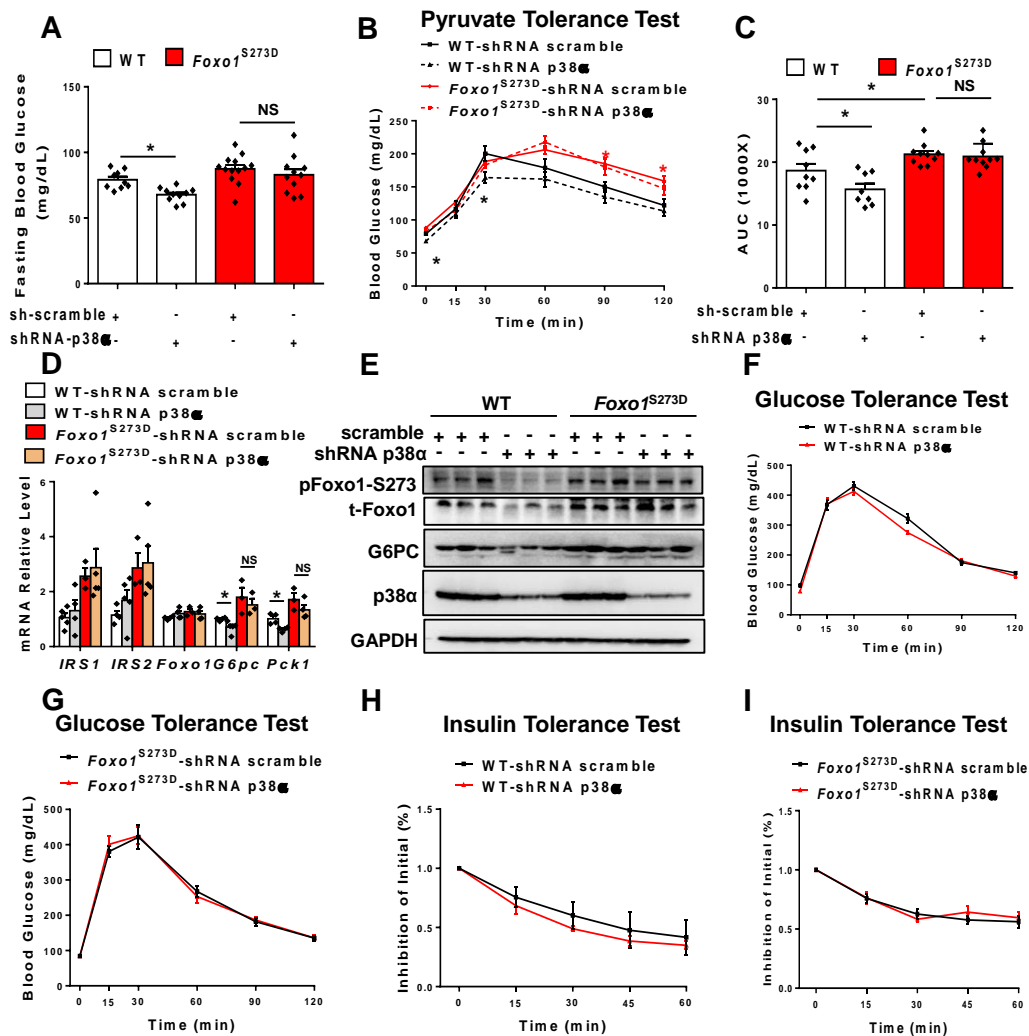 A
WT
Foxo1S273D
Fasting Blood Glucose
(mg/dL)
150
100
50
0
*
NS
sh-scramble + - + -
shRNA-p38α - + - +
B
Pyruvate Tolerance Test
WT-shRNA scramble
WT-shRNA p38α
Foxo1S273D-shRNA scramble
Foxo1S273D-shRNA p38α
Blood Glucose (mg/dL)
250
200
150
100
50
0
*
*
*
*
0 15 30 60 90 120
Time (min)
C
WT
Foxo1S273D
AUC (1000X)
30
20
10
0
*
*
NS
sh-scramble + - + -
shRNA p38α - + - +
D
WT-shRNA scramble
WT-shRNA p38α
Foxo1S273D-shRNA scramble
Foxo1S273D-shRNA p38α
mRNA Relative Level
6
4
2
0
*
NS
*
NS
IRS1 IRS2 Foxo1 G6pc Pck1
E
WT
Foxo1S273D
scramble + + + - - - + + + - - -
shRNA p38α - - - + + + - - - + + +
pFoxo1-S273
t-Foxo1
G6PC
p38α
GAPDH
F
Glucose Tolerance Test
WT-shRNA scramble
WT-shRNA p38α
Blood Glucose (mg/dL)
500
400
300
200
100
0
0 15 30 60 90 120
Time (min)
G
Glucose Tolerance Test
Foxo1S273D-shRNA scramble
Foxo1S273D-shRNA p38α
Blood Glucose (mg/dL)
500
400
300
200
100
0
0 15 30 60 90 120
Time (min)
H
Insulin Tolerance Test
WT-shRNA scramble
WT-shRNA p38α
Inhibition of Initial (%)
1.5
1.0
0.5
0.0
0 15 30 45 60
Time (min)
I
Insulin Tolerance Test
Foxo1S273D-shRNA scramble
Foxo1S273D-shRNA p38α
Inhibition of Initial (%)
1.5
1.0
0.5
0.0
0 15 30 45 60
Time (min)